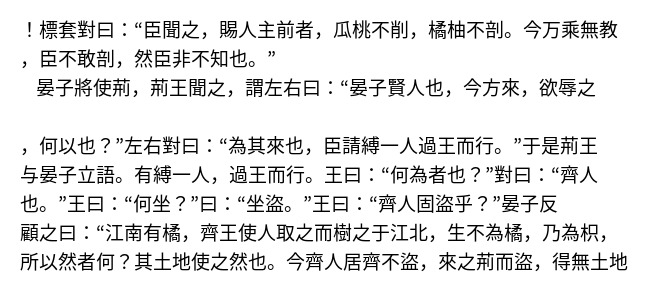 ！標套對曰：“臣聞之，賜人主前者，瓜桃不削，橘柚不剖。今万乘無教
，臣不敢剖，然臣非不知也。”
晏子將使荊，荊王聞之，謂左右曰：“晏子賢人也，今方來，欲辱之
，何以也？”左右對曰：“為其來也，臣請縛一人過王而行。”于是荊王
与晏子立語。有縛一人，過王而行。王曰：“何為者也？”對曰：“齊人
也。”王曰：“何坐？”曰：“坐盜。”王曰：“齊人固盜乎？”晏子反
顧之曰：“江南有橘，齊王使人取之而樹之于江北，生不為橘，乃為枳，
所以然者何？其土地使之然也。今齊人居齊不盜，來之荊而盜，得無土地